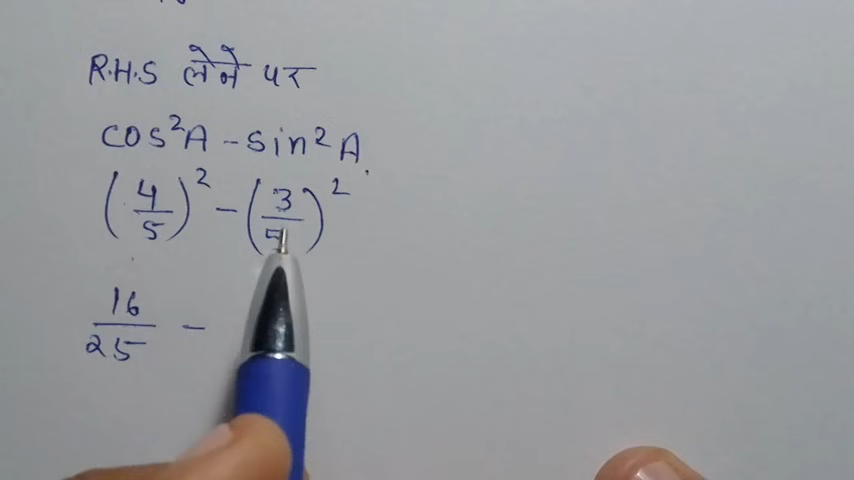 R.H.S लेने पर
cos²A - sin²A.
(4/5)² - (3/5)²
16/25 -